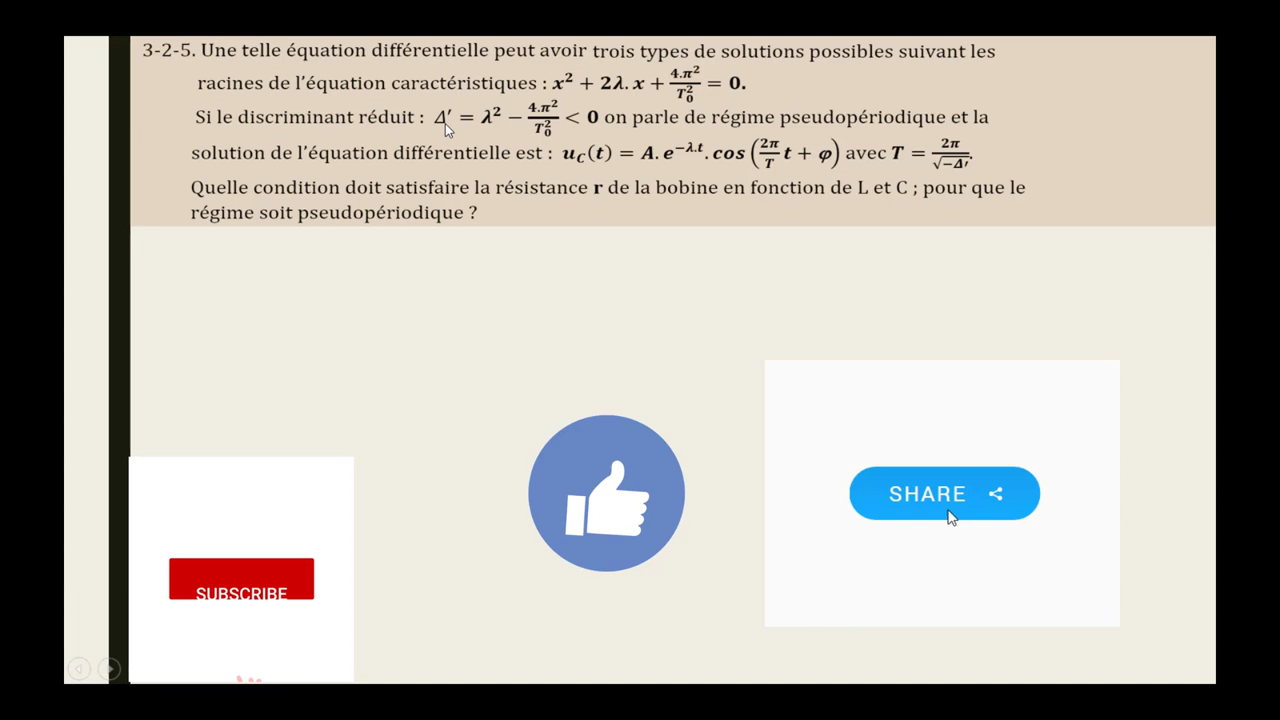 3-2-5. Une telle équation différentielle peut avoir trois types de solutions possibles suivant les
racines de l'équation caractéristiques : x² + 2λ. x + 4.π²/T₀² = 0.
Si le discriminant réduit : Δ′ = λ² − 4.π²/T₀² < 0 on parle de régime pseudopériodique et la
solution de l'équation différentielle est : u_C(t) = A. e^(−λ.t). cos (2π/T t + φ) avec T = 2π/√(−Δ′).
Quelle condition doit satisfaire la résistance r de la bobine en fonction de L et C ; pour que le
régime soit pseudopériodique ?
SHARE
SUBSCRIBE